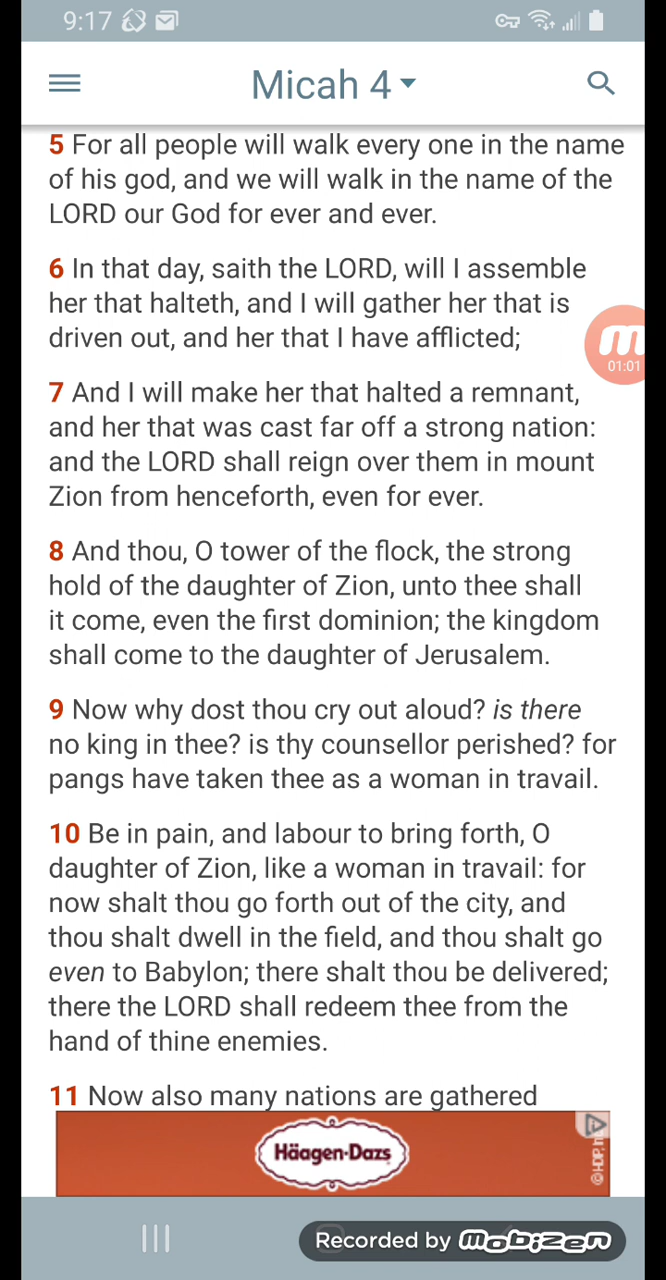 9:17
Micah 4
5 For all people will walk every one in the name
of his god, and we will walk in the name of the
LORD our God for ever and ever.
6 In that day, saith the LORD, will I assemble
her that halteth, and I will gather her that is
driven out, and her that I have afflicted;
01:01
7 And I will make her that halted a remnant,
and her that was cast far off a strong nation:
and the LORD shall reign over them in mount
Zion from henceforth, even for ever.
8 And thou, O tower of the flock, the strong
hold of the daughter of Zion, unto thee shall
it come, even the first dominion; the kingdom
shall come to the daughter of Jerusalem.
9 Now why dost thou cry out aloud? is there
no king in thee? is thy counsellor perished? for
pangs have taken thee as a woman in travail.
10 Be in pain, and labour to bring forth, O
daughter of Zion, like a woman in travail: for
now shalt thou go forth out of the city, and
thou shalt dwell in the field, and thou shalt go
even to Babylon; there shalt thou be delivered;
there the LORD shall redeem thee from the
hand of thine enemies.
11 Now also many nations are gathered
Häagen-Dazs
Recorded by mobizen